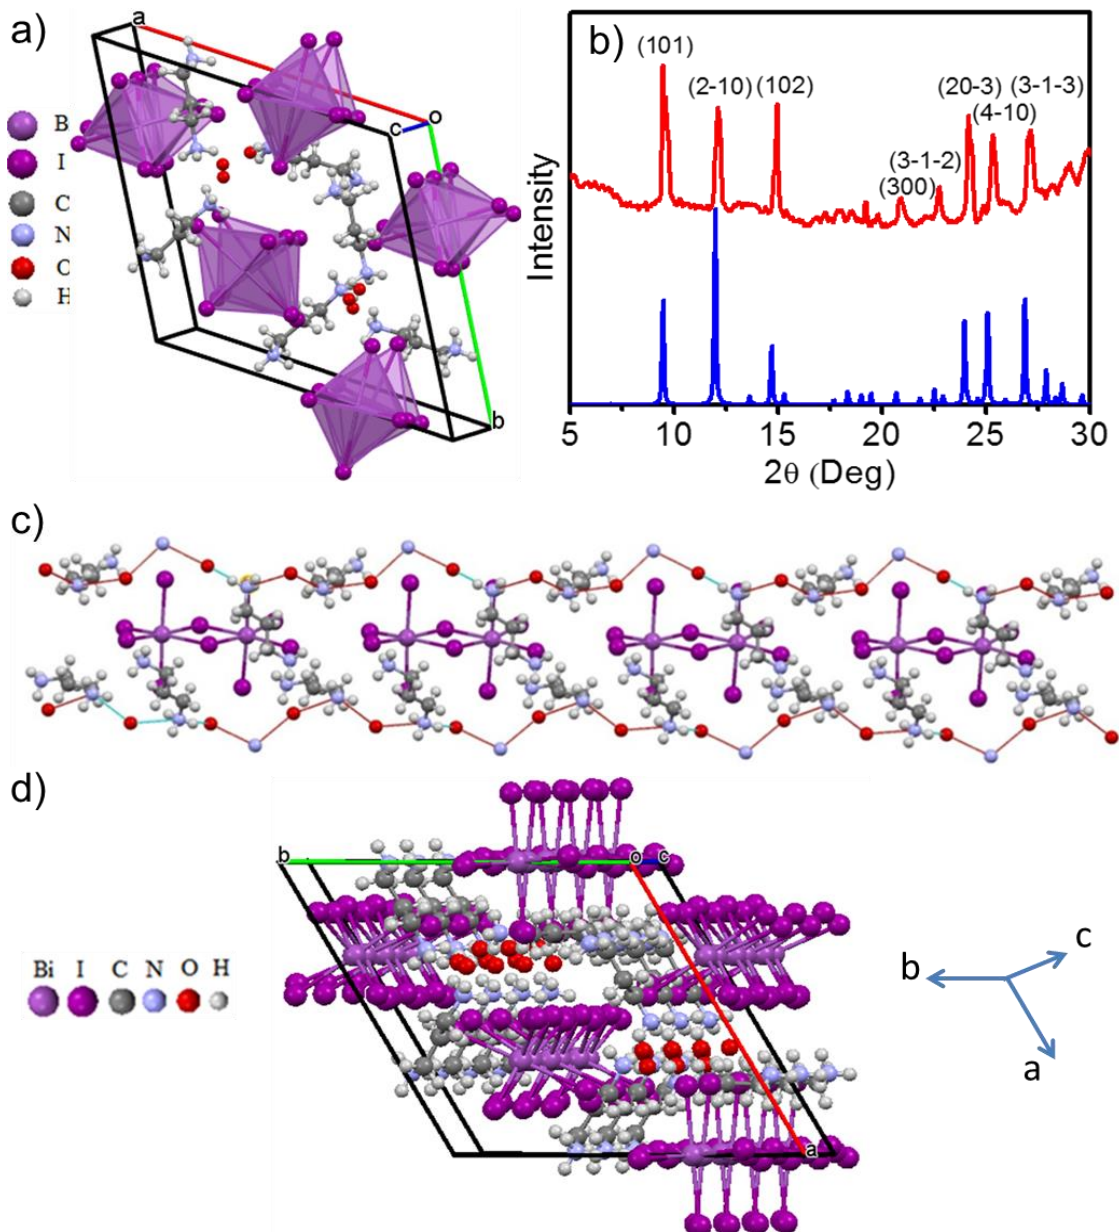 a)
a
c
o
b
B
I
C
N
O
H
b)
(101)
(2-10)
(102)
(3-1-2)
(300)
(20-3)
(4-10)
(3-1-3)
Intensity
5 10 15 20 25 30
2θ (Deg)
c)
d)
b
o
c
a
Bi I C N O H
b
c
a